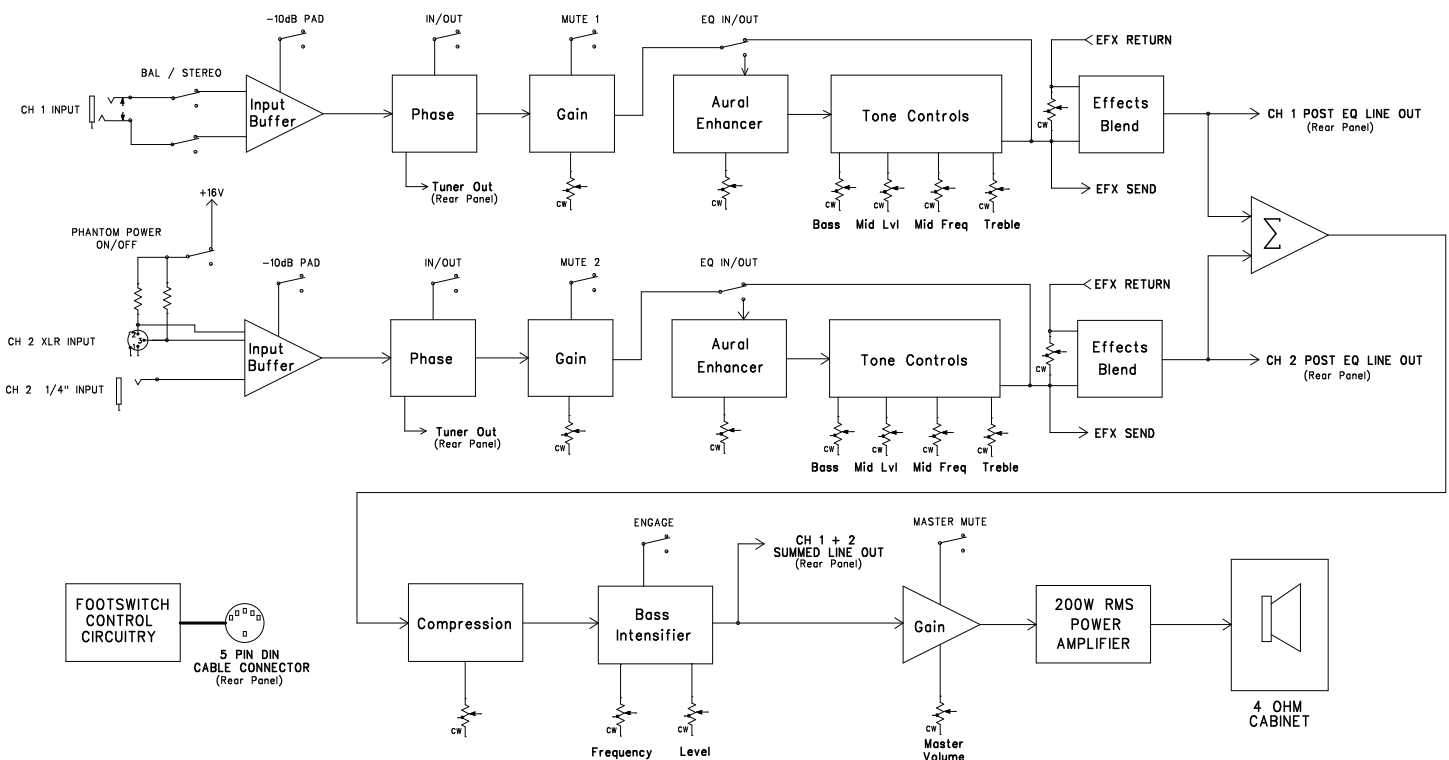 -10dB PAD
IN/OUT
MUTE 1
EQ IN/OUT
EFX RETURN
BAL / STEREO
CH 1 INPUT
Input
Buffer
Phase
Gain
Aural
Enhancer
Tone Controls
CW
Effects
Blend
CH 1 POST EQ LINE OUT
(Rear Panel)
Tuner Out
(Rear Panel)
CW
CW
CW
CW
CW
CW
EFX SEND
Bass
Mid Lvl
Mid Freq
Treble
+16V
PHANTOM POWER
ON/OFF
Σ
-10dB PAD
IN/OUT
MUTE 2
EQ IN/OUT
EFX RETURN
CH 2 XLR INPUT
2
3
1
Input
Buffer
Phase
Gain
Aural
Enhancer
Tone Controls
CW
Effects
Blend
CH 2 POST EQ LINE OUT
(Rear Panel)
CH 2 1/4" INPUT
Tuner Out
(Rear Panel)
CW
CW
CW
CW
CW
CW
EFX SEND
Bass
Mid Lvl
Mid Freq
Treble
ENGAGE
MASTER MUTE
CH 1 + 2
SUMMED LINE OUT
(Rear Panel)
FOOTSWITCH
CONTROL
CIRCUITRY
5 PIN DIN
CABLE CONNECTOR
(Rear Panel)
Compression
Bass
Intensifier
Gain
200W RMS
POWER
AMPLIFIER
4 OHM
CABINET
CW
CW
CW
CW
Frequency
Level
Master
Volume